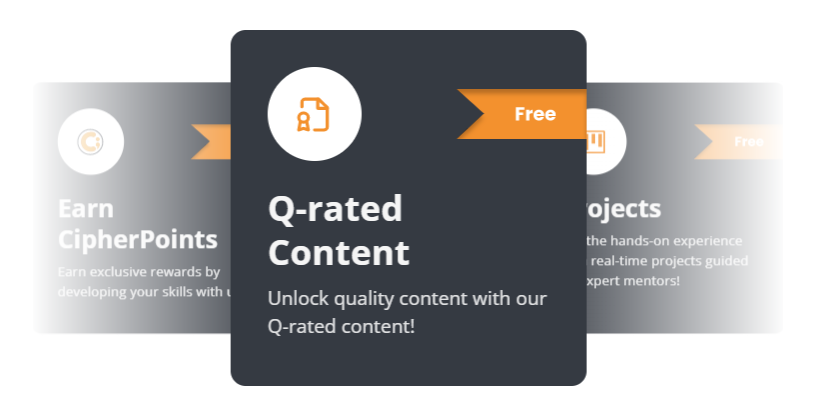 Earn
CipherPoints
Earn exclusive rewards by
developing your skills with
Free
Q-rated
Content
Unlock quality content with our
Q-rated content!
Free
ojects
the hands-on experience
real-time projects guided
xpert mentors!